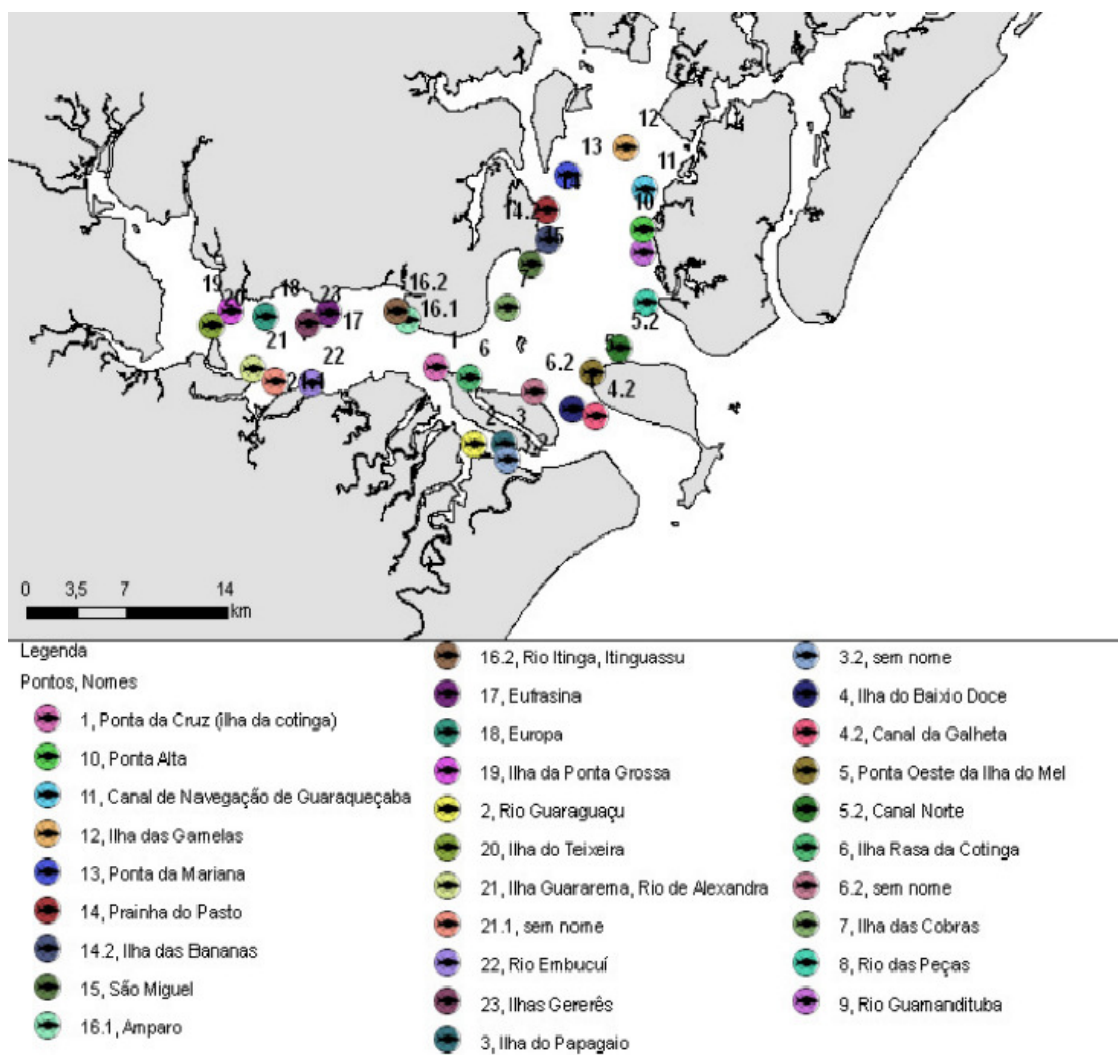 12
13
11
14
10
14.2
15
7
16.2
19
18
23
20
16.1
17
5.2
21
1
5
22
6
6.2
21.1
4.2
2
3
0 3,5 7 14
km
Legenda
Pontos, Nomes
1, Ponta da Cruz (ilha da cotinga)
10, Ponta Alta
11, Canal de Navegação de Guaraqueçaba
12, Ilha das Gamelas
13, Ponta da Mariana
14, Prainha do Pasto
14.2, Ilha das Bananas
15, São Miguel
16.1, Amparo
16.2, Rio Itinga, Itinguassu
17, Eufrasina
18, Europa
19, Ilha da Ponta Grossa
2, Rio Guaraguaçu
20, Ilha do Teixeira
21, Ilha Guararema, Rio de Alexandra
21.1, sem nome
22, Rio Embucuí
23, Ilhas Gererês
3, Ilha do Papagaio
3.2, sem nome
4, Ilha do Baixio Doce
4.2, Canal da Galheta
5, Ponta Oeste da Ilha do Mel
5.2, Canal Norte
6, Ilha Rasa da Cotinga
6.2, sem nome
7, Ilha das Cobras
8, Rio das Peças
9, Rio Guamandituba